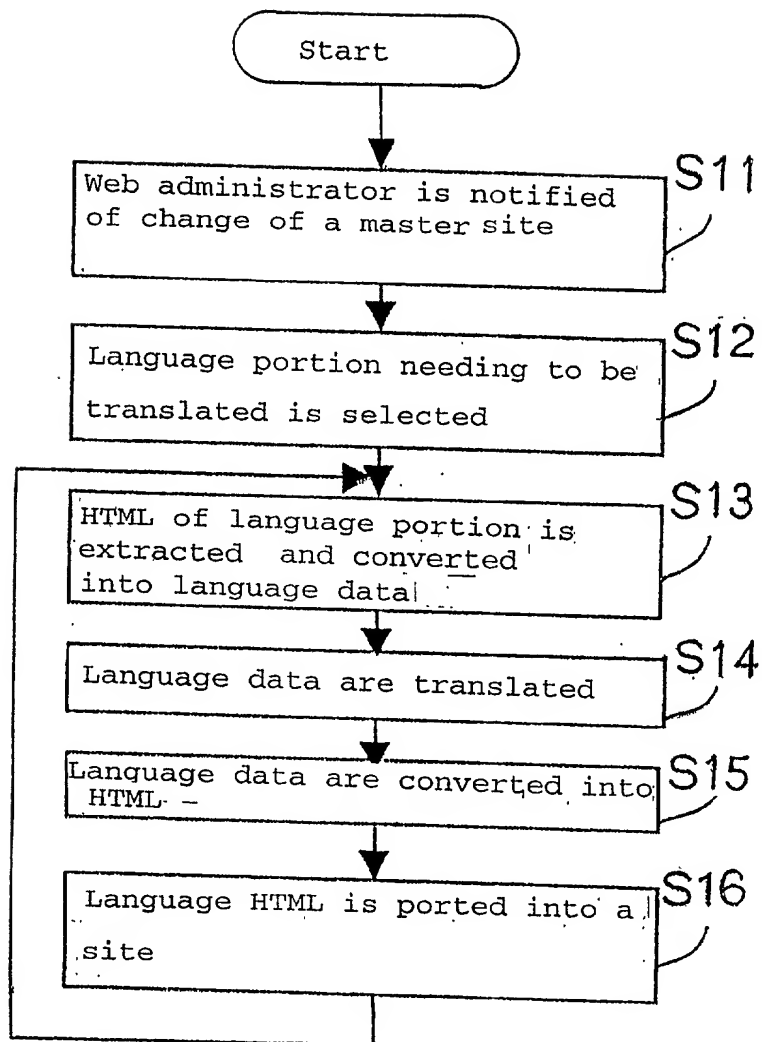 Start
S11
Web administrator is notified
of change of a master site
S12
Language portion needing to be
translated is selected
S13
HTML of language portion is
extracted and converted
into language data
S14
Language data are translated
S15
Language data are converted into
HTML
S16
Language HTML is ported into a
site